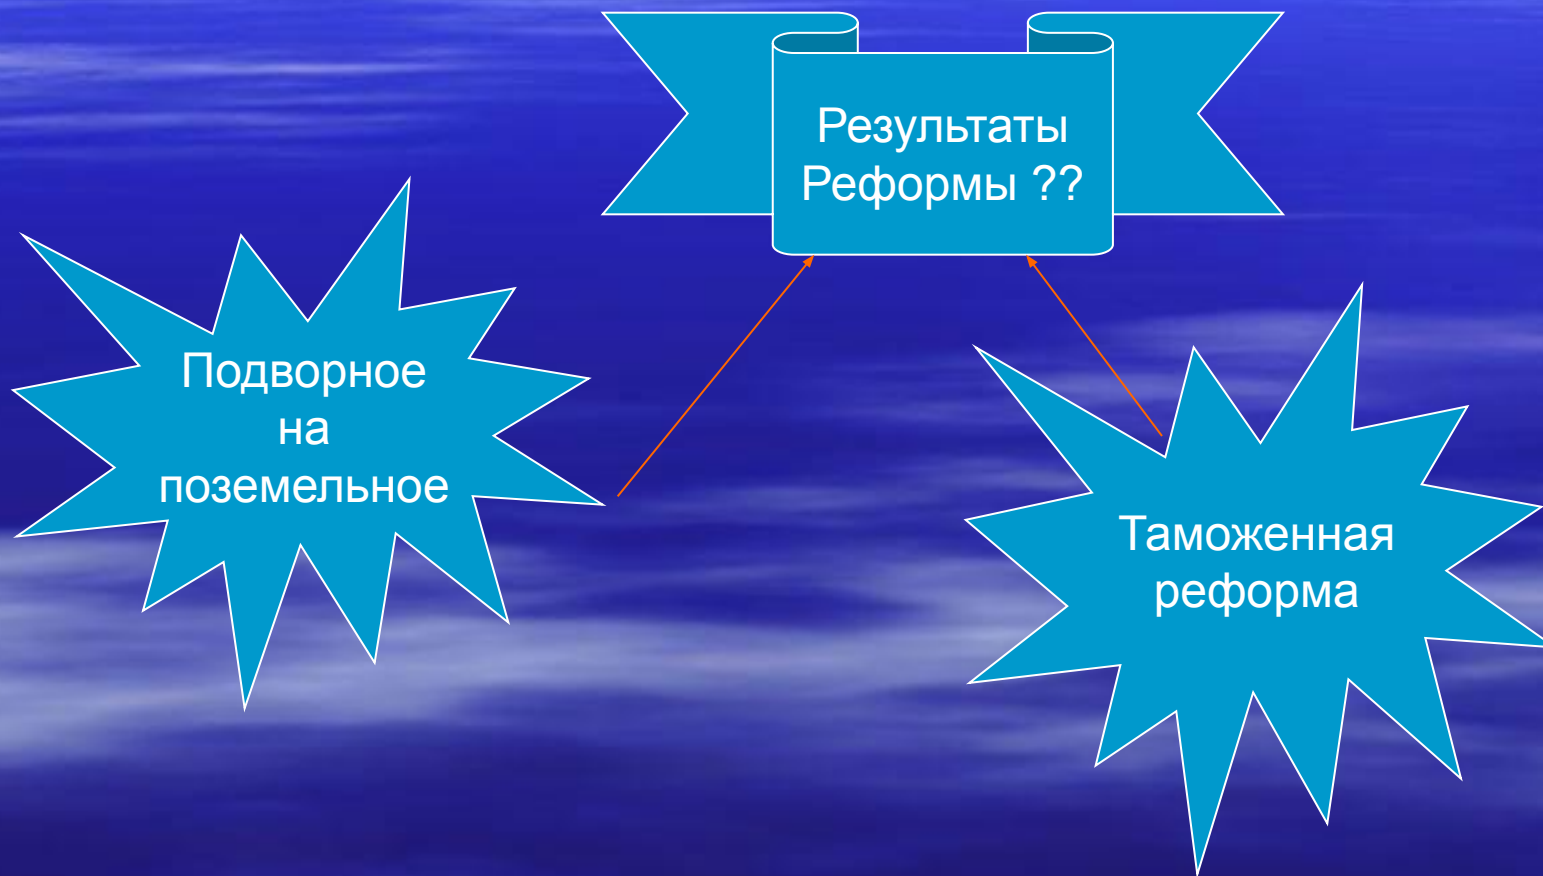 Результаты
Реформы ??
Подворное
на
поземельное
Таможенная
реформа